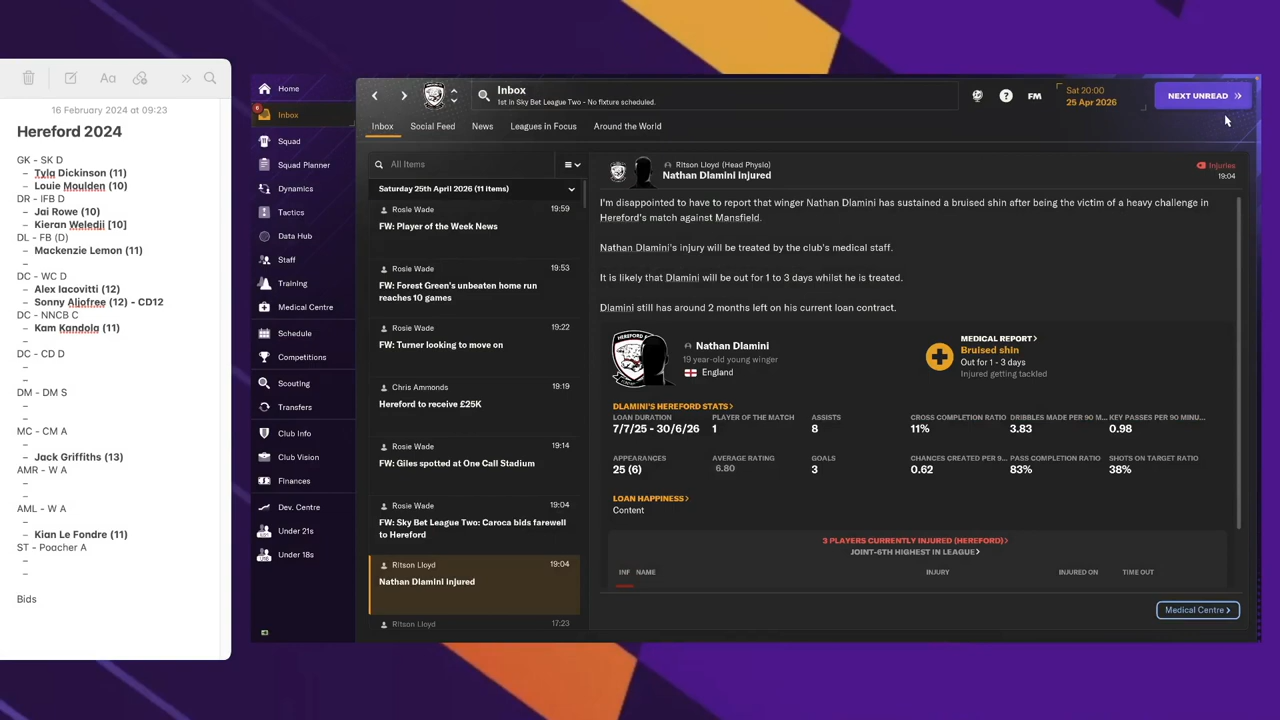 16 February 2024 at 09:23
Hereford 2024
GK - SK D
– Tyla Dickinson (11)
– Louie Moulden (10)
DR - IFB D
– Jai Rowe (10)
– Kieran Weledji [10]
DL - FB (D)
– Mackenzie Lemon (11)
–
DC - WC D
– Alex Iacovitti (12)
– Sonny Aljofree (12) - CD12
DC - NNCB C
– Kam Kandola (11)
–
DC - CD D
–
–
DM - DM S
–
–
MC - CM A
–
– Jack Griffiths (13)
AMR - W A
–
–
AML - W A
–
– Kian Le Fondre (11)
ST - Poacher A
–
–
Bids
Home
6
Inbox
Squad
Squad Planner
Dynamics
Tactics
Data Hub
Staff
Training
Medical Centre
Schedule
Competitions
Scouting
Transfers
Club Info
Club Vision
Finances
Dev. Centre
Under 21s
Under 18s
Inbox
1st in Sky Bet League Two - No fixture scheduled.
FM
Sat 20:00
25 Apr 2026
NEXT UNREAD
Inbox Social Feed News Leagues in Focus Around the World
All Items
Saturday 25th April 2026 (11 items)
Rosie Wade 19:59
FW: Player of the Week News
Rosie Wade 19:53
FW: Forest Green's unbeaten home run
reaches 10 games
Rosie Wade 19:22
FW: Turner looking to move on
Chris Ammonds 19:19
Hereford to receive £25K
Rosie Wade 19:14
FW: Giles spotted at One Call Stadium
Rosie Wade 19:04
FW: Sky Bet League Two: Caroca bids farewell
to Hereford
Ritson Lloyd 19:04
Nathan Dlamini injured
Ritson Lloyd 17:23
Ritson Lloyd (Head Physio)
Nathan Dlamini injured
Injuries
19:04
I'm disappointed to have to report that winger Nathan Dlamini has sustained a bruised shin after being the victim of a heavy challenge in
Hereford's match against Mansfield.
Nathan Dlamini's injury will be treated by the club's medical staff.
It is likely that Dlamini will be out for 1 to 3 days whilst he is treated.
Dlamini still has around 2 months left on his current loan contract.
Nathan Dlamini
19 year-old young winger
England
MEDICAL REPORT
Bruised shin
Out for 1 - 3 days
Injured getting tackled
DLAMINI'S HEREFORD STATS
LOAN DURATION PLAYER OF THE MATCH ASSISTS CROSS COMPLETION RATIO DRIBBLES MADE PER 90 M... KEY PASSES PER 90 MINU...
7/7/25 - 30/6/26 1 8 11% 3.83 0.98
APPEARANCES AVERAGE RATING GOALS CHANCES CREATED PER 9... PASS COMPLETION RATIO SHOTS ON TARGET RATIO
25 (6) 6.80 3 0.62 83% 38%
LOAN HAPPINESS
Content
3 PLAYERS CURRENTLY INJURED (HEREFORD)
JOINT-6TH HIGHEST IN LEAGUE
INF NAME INJURY INJURED ON TIME OUT
Medical Centre